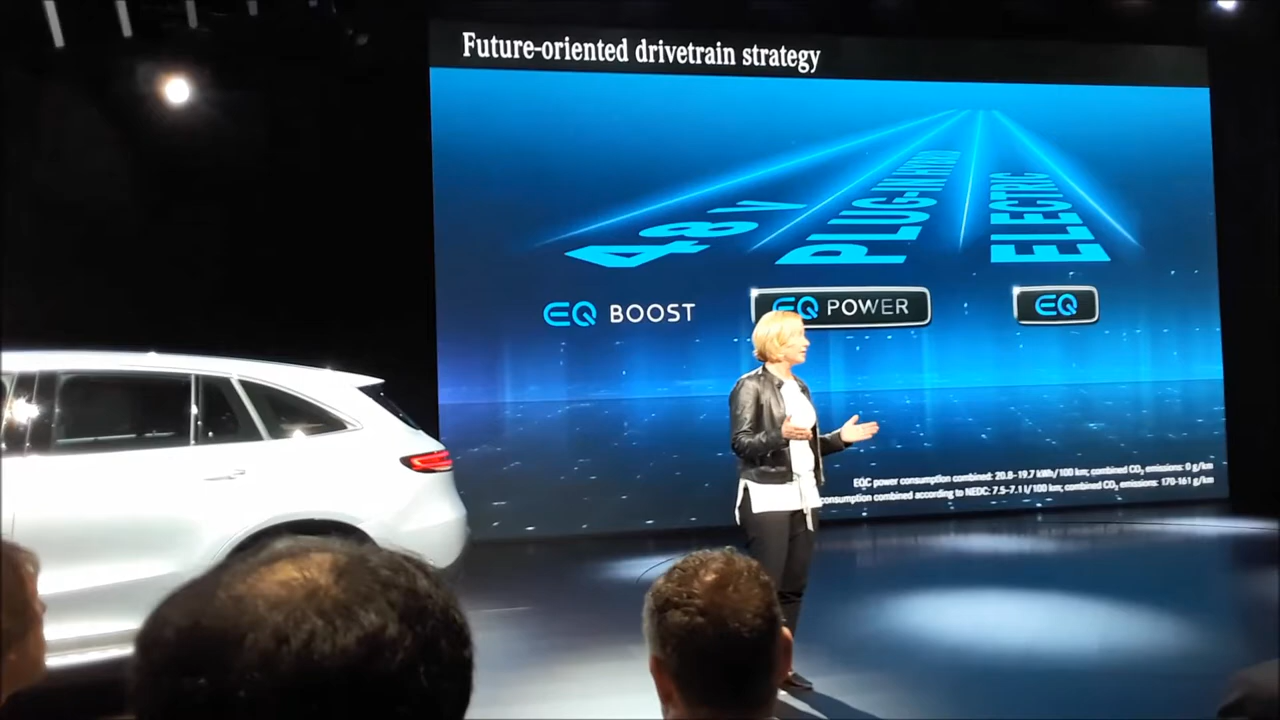 Future-oriented drivetrain strategy
48 V
PLUG-IN HYBRID
ELECTRIC
EQ BOOST
EQ POWER
EQ
EQC power consumption combined: 20.8–19.7 kWh/100 km; combined CO₂ emissions: 0 g/km
consumption combined according to NEDC: 7.5-7.1 l/100 km; combined CO₂ emissions: 170-161 g/km